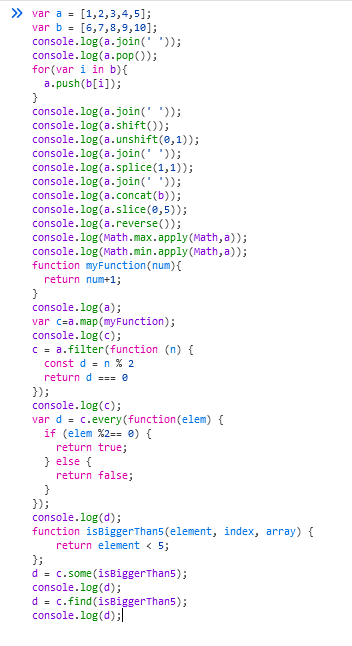 var a = [1,2,3,4,5];
var b = [6,7,8,9,10];
console.log(a.join(' '));
console.log(a.pop());
for(var i in b){
  a.push(b[i]);
}
console.log(a.join(' '));
console.log(a.shift());
console.log(a.unshift(0,1));
console.log(a.join(' '));
console.log(a.splice(1,1));
console.log(a.join(' '));
console.log(a.concat(b));
console.log(a.slice(0,5));
console.log(a.reverse());
console.log(Math.max.apply(Math,a));
console.log(Math.min.apply(Math,a));
function myFunction(num){
  return num+1;
}
console.log(a);
var c=a.map(myFunction);
console.log(c);
c = a.filter(function (n) {
  const d = n % 2
  return d === 0
});
console.log(c);
var d = c.every(function(elem) {
  if (elem %2== 0) {
    return true;
  } else {
    return false;
  }
});
console.log(d);
function isBiggerThan5(element, index, array) {
    return element < 5;
};
d = c.some(isBiggerThan5);
console.log(d);
d = c.find(isBiggerThan5);
console.log(d);